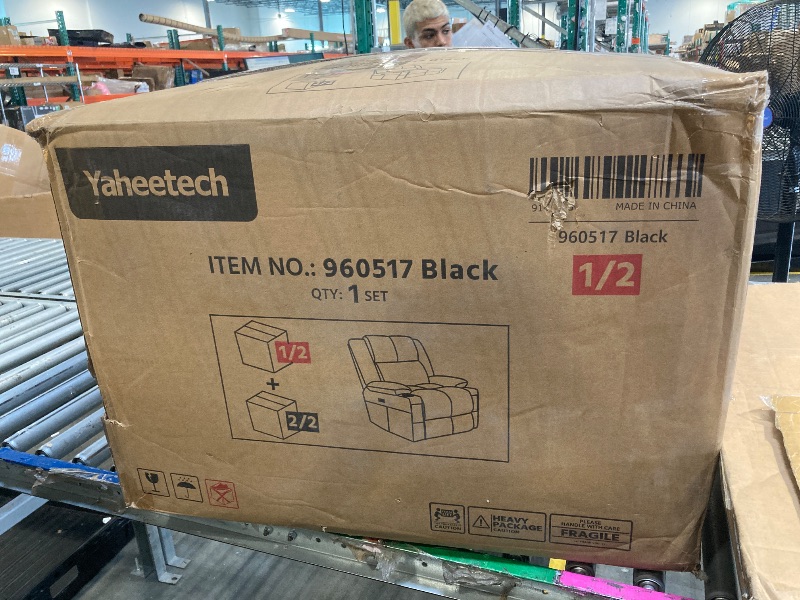 Yaheetech
MADE IN CHINA
960517 Black
1/2
ITEM NO.: 960517 Black
QTY: 1 SET
1/2
+
2/2
CAUTION
HEAVY
PACKAGE
CAUTION
PLEASE
HANDLE WITH CARE
FRAGILE